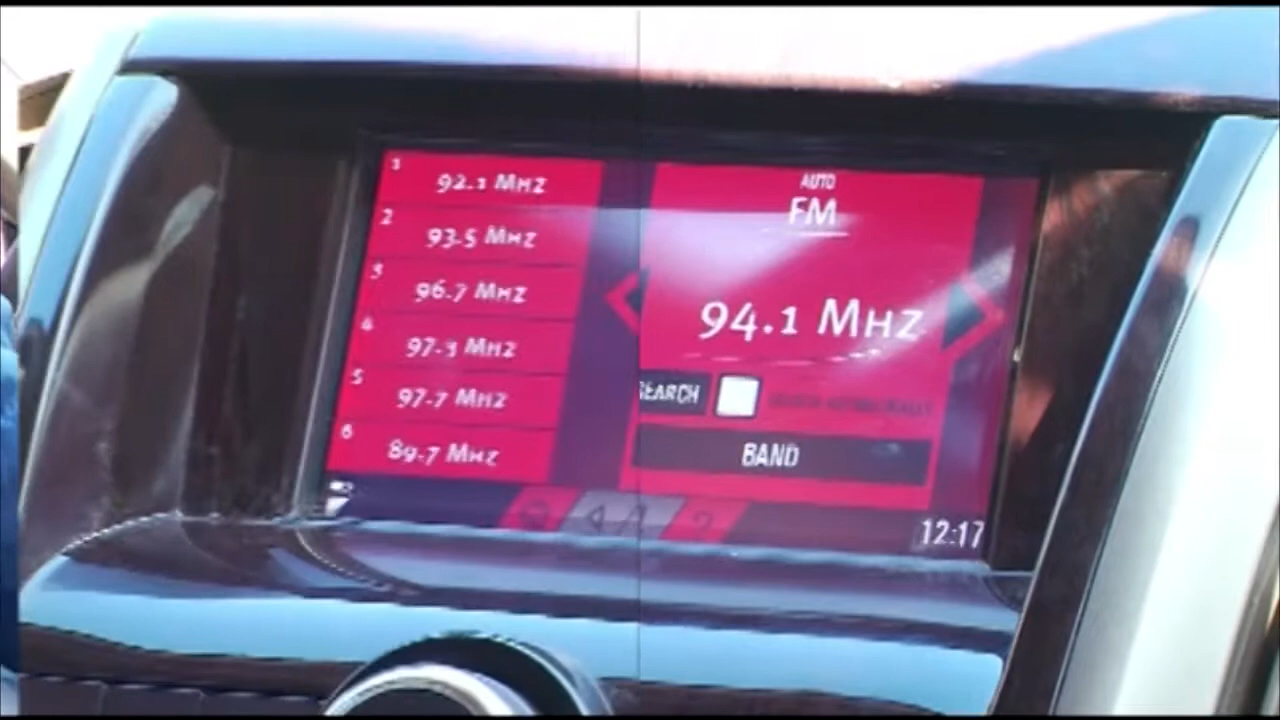 1 92.1 MHz
2 93.5 MHz
3 96.7 MHz
4 97.3 MHz
5 97.7 MHz
6 89.7 MHz
AUTO
FM
94.1 MHz
SEARCH
BAND
12:17